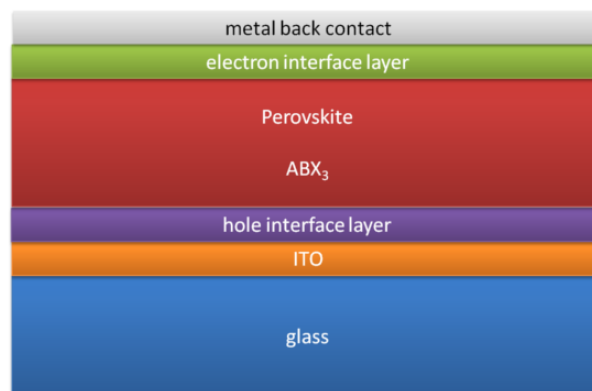 metal back contact
electron interface layer
Perovskite
ABX₃
hole interface layer
ITO
glass